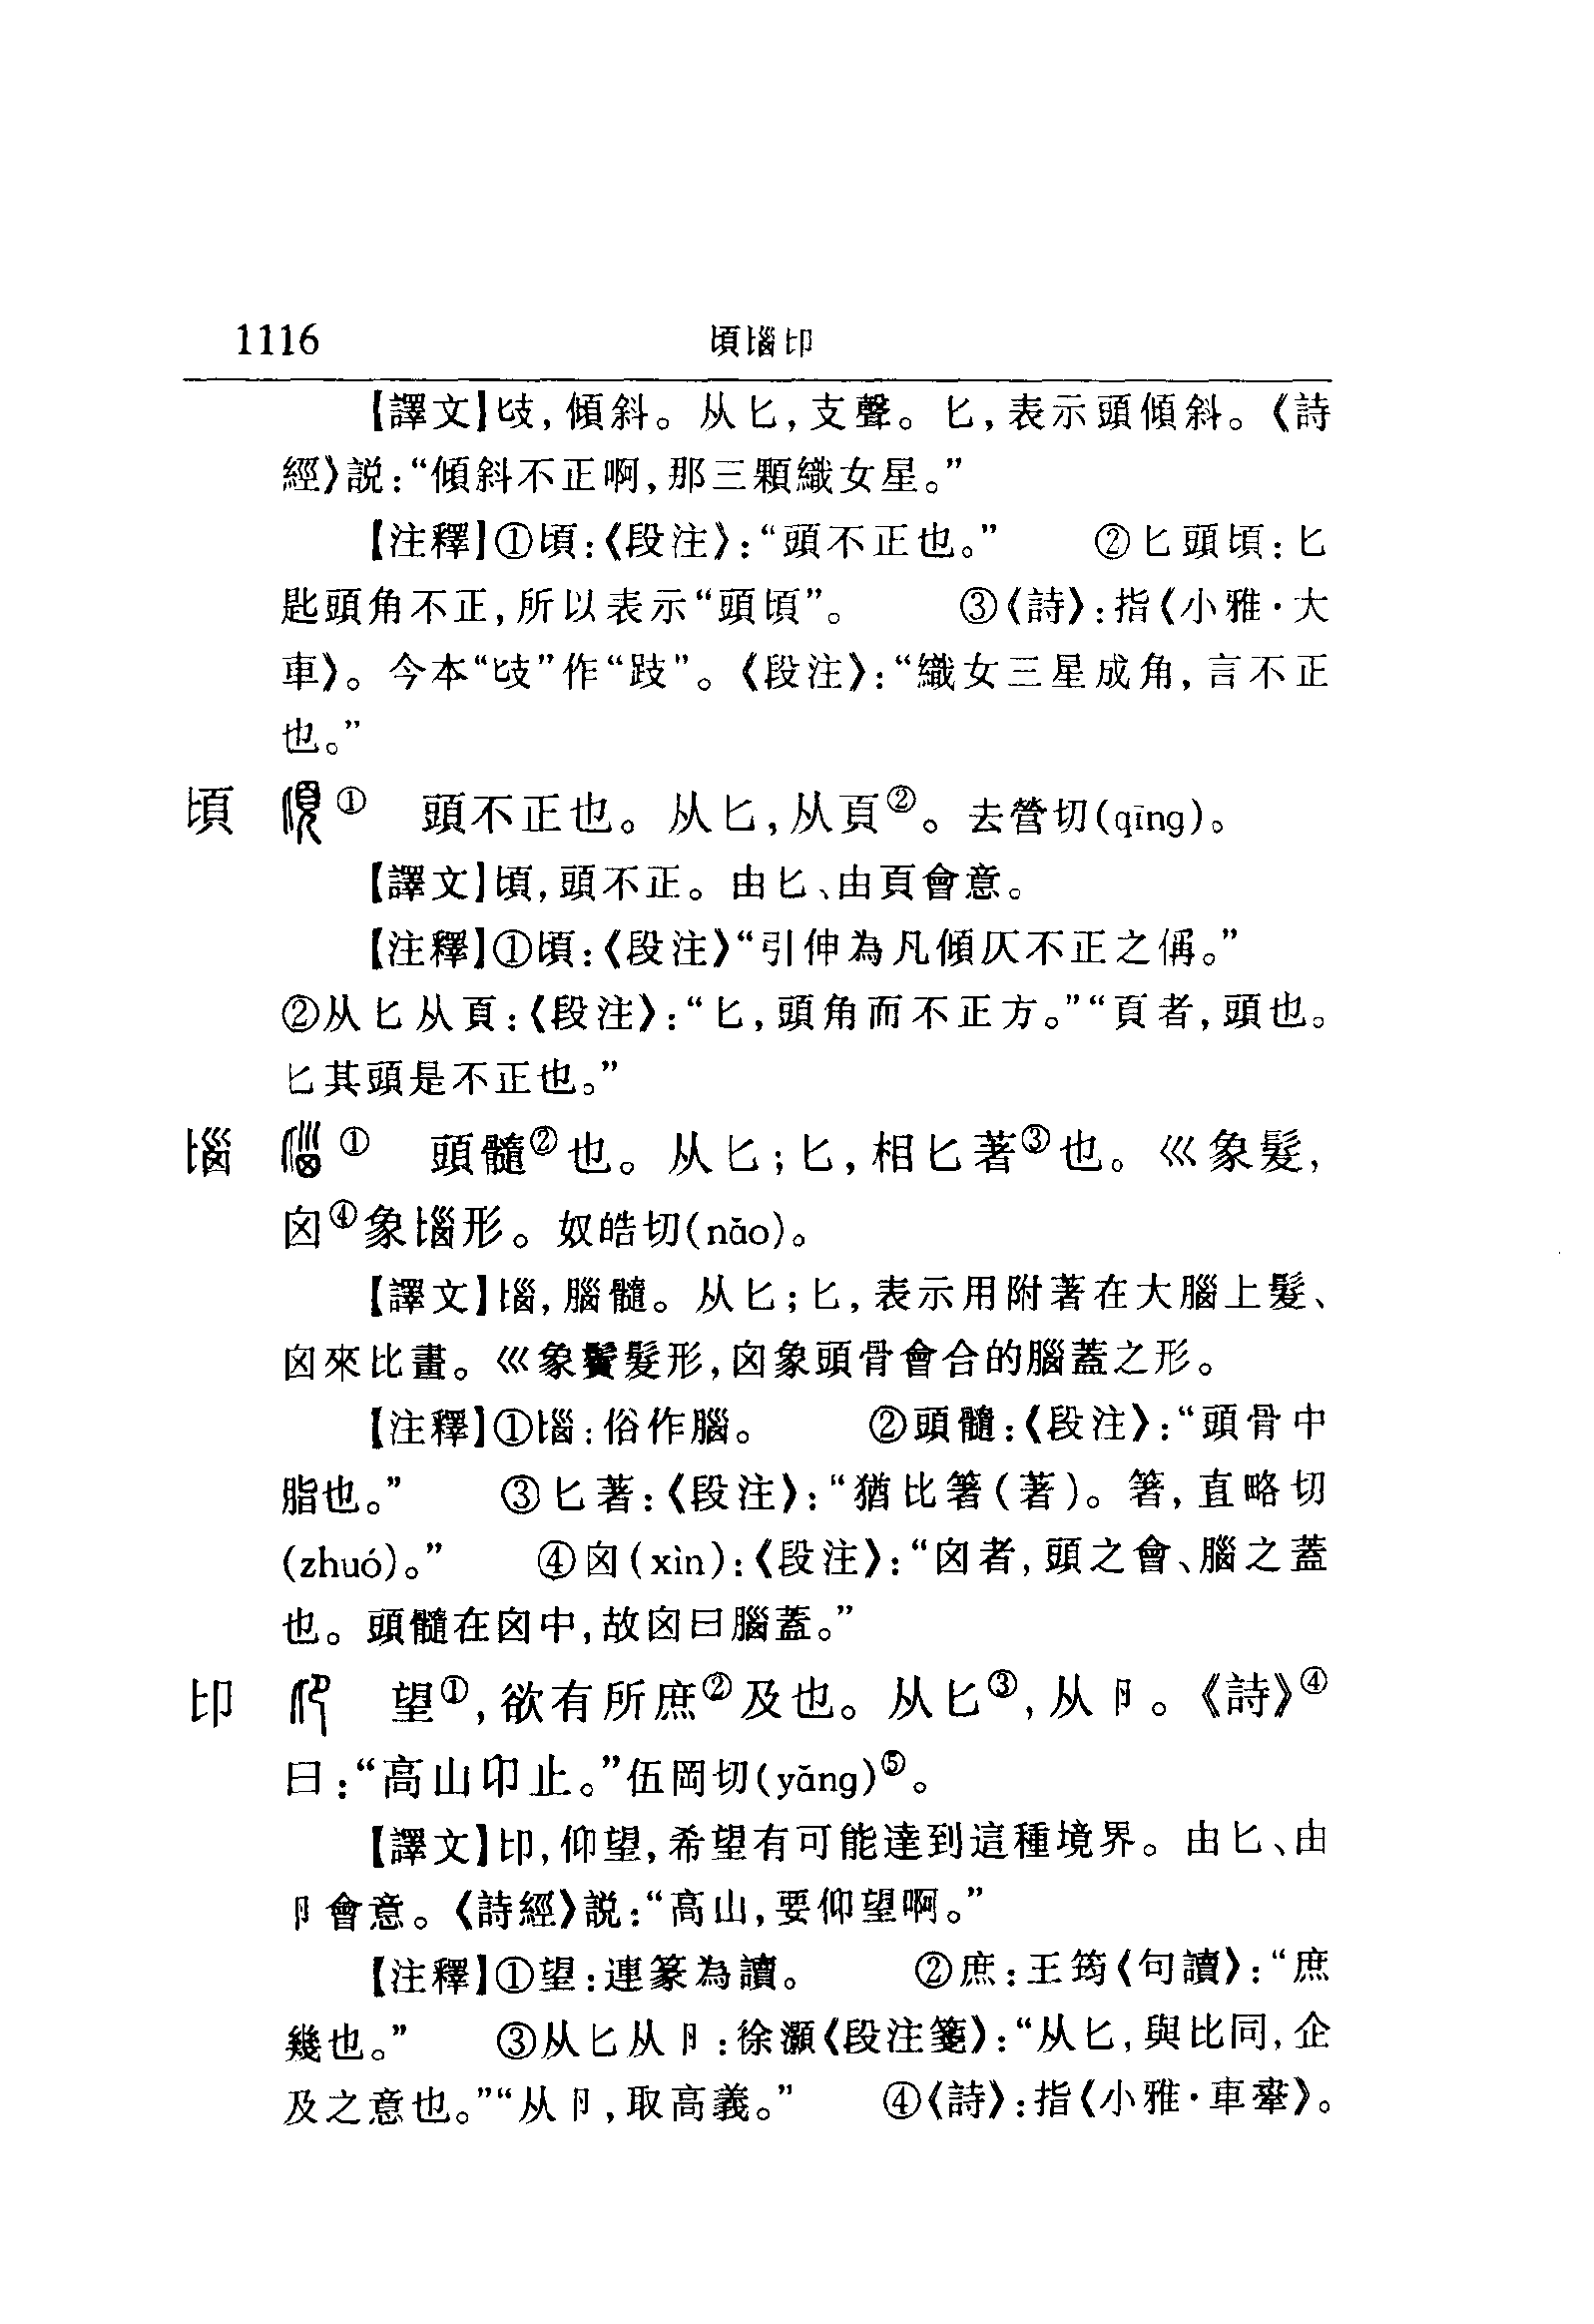 1116 頃𡿺卬
【譯文】𠤗,傾斜。从匕,支聲。匕,表示頭傾斜。《詩
經》説:“傾斜不正啊,那三顆織女星。”
【注釋】①頃:《段注》:“頭不正也。” ②匕頭頃:匕
匙頭角不正,所以表示“頭頃”。 ③《詩》:指《小雅·大
車》。今本“𠤗”作“跂”。《段注》:“織女三星成角,言不正
也。”
頃 ① 頭不正也。从匕,从頁②。去營切(qīng)。
【譯文】頃,頭不正。由匕、由頁會意。
【注釋】①頃:《段注》“引伸為凡傾仄不正之偁。”
②从匕从頁:《段注》:“匕,頭角而不正方。”“頁者,頭也。
匕其頭是不正也。”
𡿺 ① 頭髓②也。从匕;匕,相匕著③也。巛象髮,
囟④象𡿺形。奴皓切(nǎo)。
【譯文】𡿺,腦髓。从匕;匕,表示用附著在大腦上髮、
囟來比畫。巛象鬢髮形,囟象頭骨會合的腦蓋之形。
【注釋】①𡿺:俗作腦。 ②頭髓:《段注》:“頭骨中
脂也。” ③匕著:《段注》:“猶比箸(著)。箸,直略切
(zhuó)。” ④囟(xìn):《段注》:“囟者,頭之會、腦之蓋
也。頭髓在囟中,故囟曰腦蓋。”
卬 望①,欲有所庶②及也。从匕③,从卩。《詩》④
曰:“高山卬止。”伍岡切(yǎng)⑤。
【譯文】卬,仰望,希望有可能達到這種境界。由匕、由
卩會意。《詩經》説:“高山,要仰望啊。”
【注釋】①望:連篆為讀。 ②庶:王筠《句讀》:“庶
幾也。” ③从匕从卩:徐灝《段注箋》:“从匕,與比同,企
及之意也。”“从卩,取高義。” ④《詩》:指《小雅·車舝》。